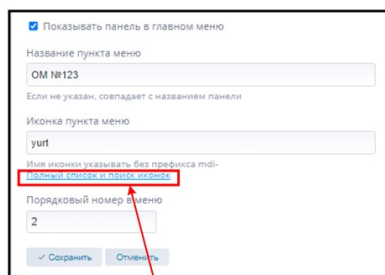 Показывать панель в главном меню
Название пункта меню
ОМ №123
Если не указан, совпадает с названием панели
Иконка пункта меню
yurt
Имя иконки указывать без префикса mdi-
Полный список и поиск иконок
Порядковый номер в меню
2
Сохранить Отменить